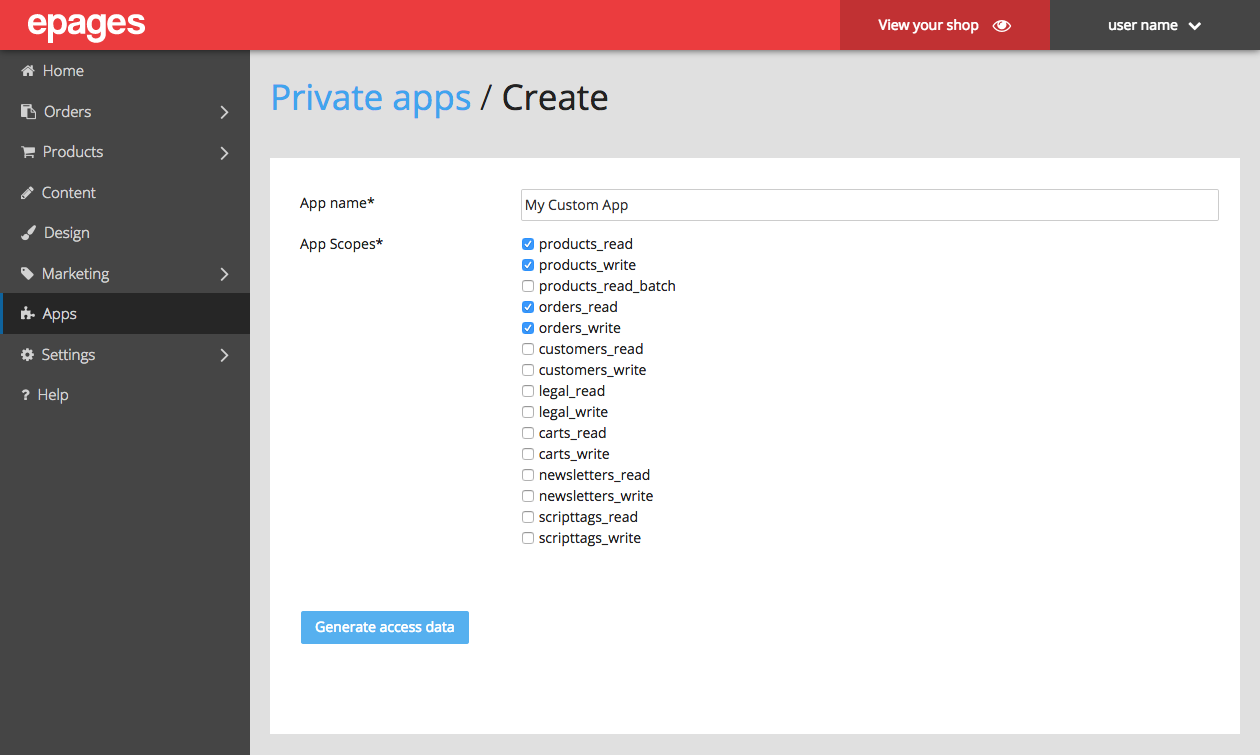 epages
View your shop
user name
Home
Orders
Products
Content
Design
Marketing
Apps
Settings
? Help
Private apps / Create
App name*
My Custom App
App Scopes*
products_read
products_write
products_read_batch
orders_read
orders_write
customers_read
customers_write
legal_read
legal_write
carts_read
carts_write
newsletters_read
newsletters_write
scripttags_read
scripttags_write
Generate access data